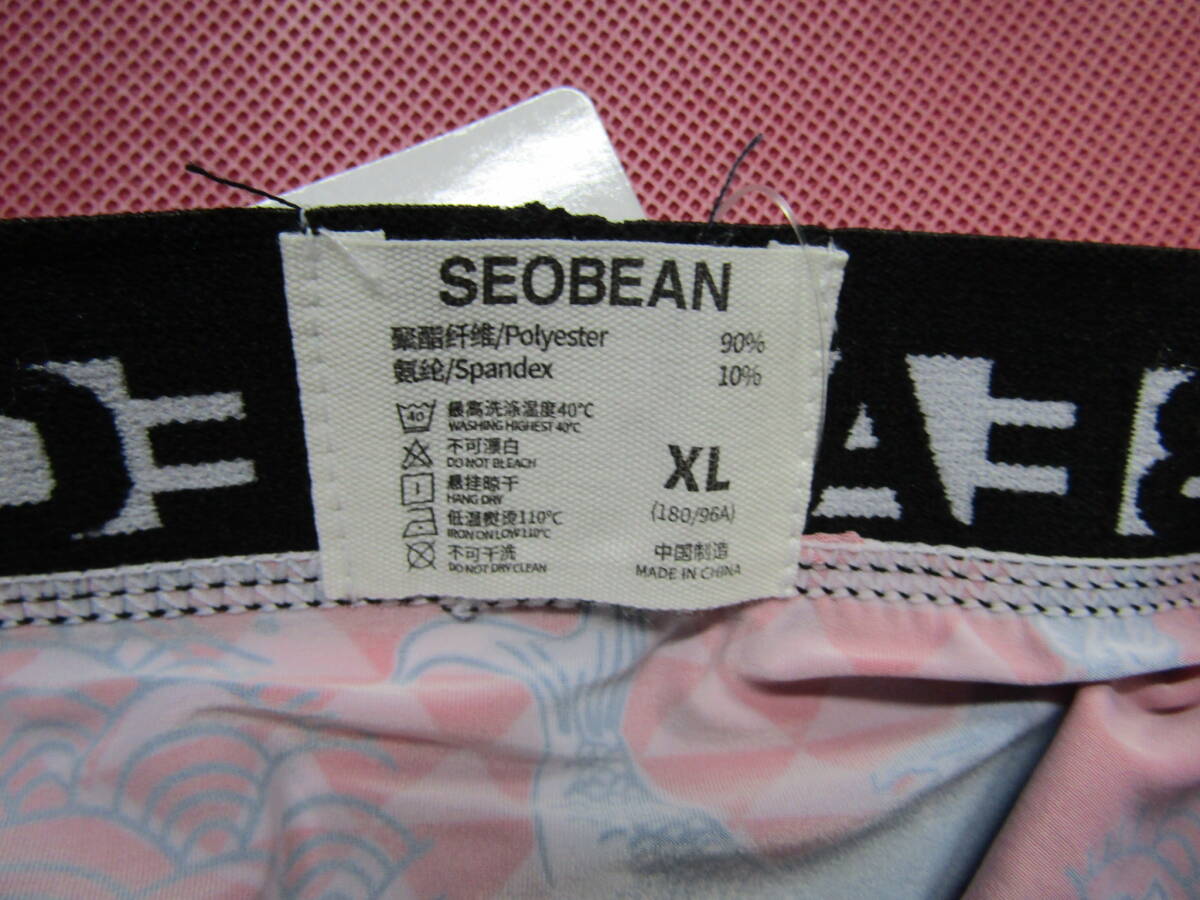 SEOBEAN
聚酯纤维/Polyester 90%
氨纶/Spandex 10%
40 最高洗涤温度40℃
WASHING HIGHEST 40℃
不可漂白
DO NOT BLEACH
悬挂晾干
HANG DRY
低温熨烫110℃
IRON ON LOW 110℃
不可干洗
DO NOT DRY CLEAN
XL
(180/96A)
中国制造
MADE IN CHINA